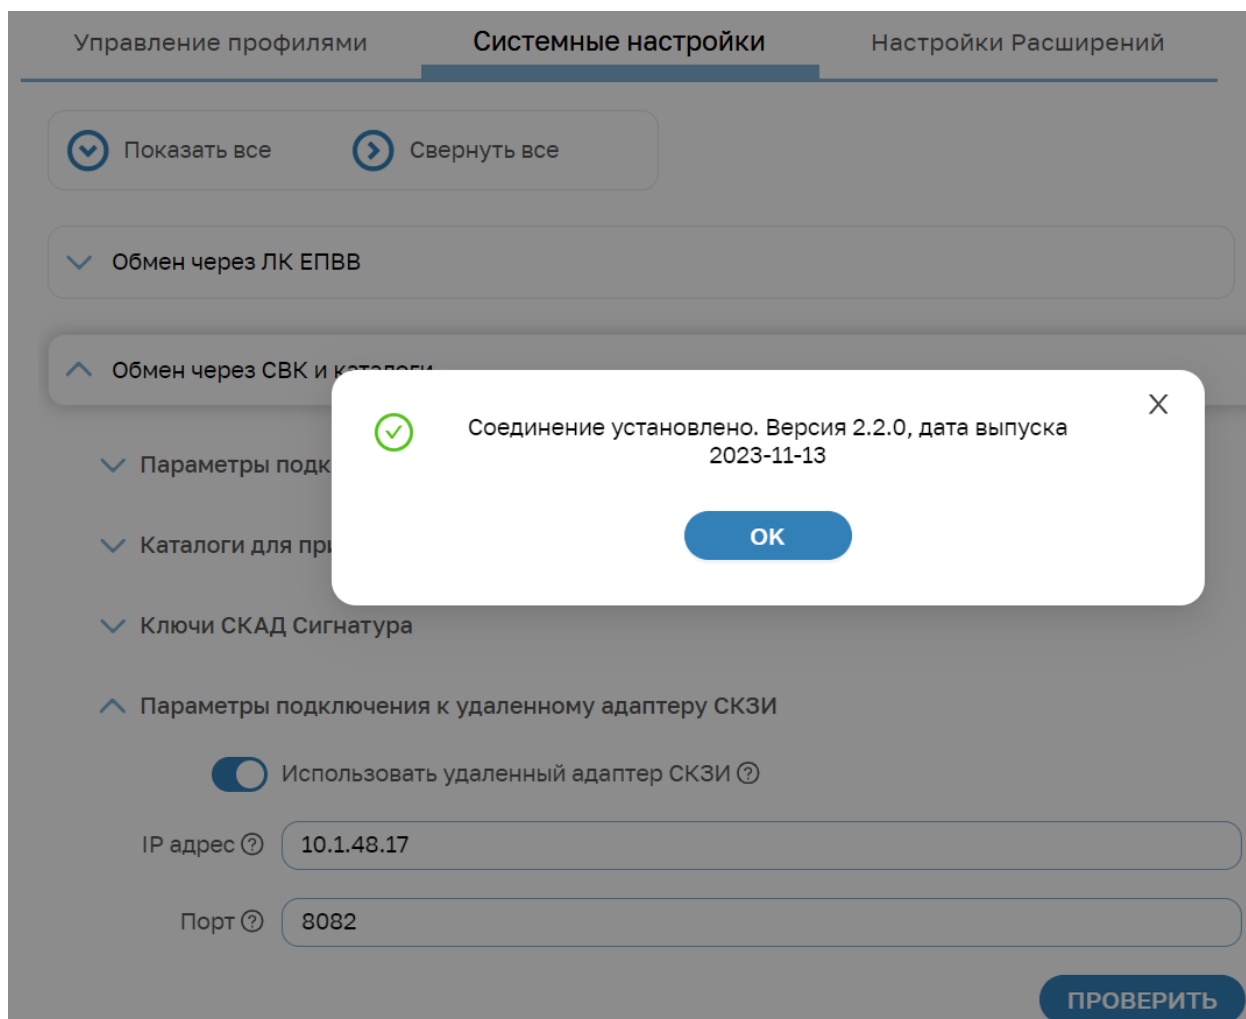 Управление профилями
Системные настройки
Настройки Расширений
Показать все
Свернуть все
Обмен через ЛК ЕПВВ
Обмен через СВК и каталоги
X
Соединение установлено. Версия 2.2.0, дата выпуска
2023-11-13
OK
Параметры подк
Каталоги для при
Ключи СКАД Сигнатура
Параметры подключения к удаленному адаптеру СКЗИ
Использовать удаленный адаптер СКЗИ ?
IP адрес ? 10.1.48.17
Порт ? 8082
ПРОВЕРИТЬ